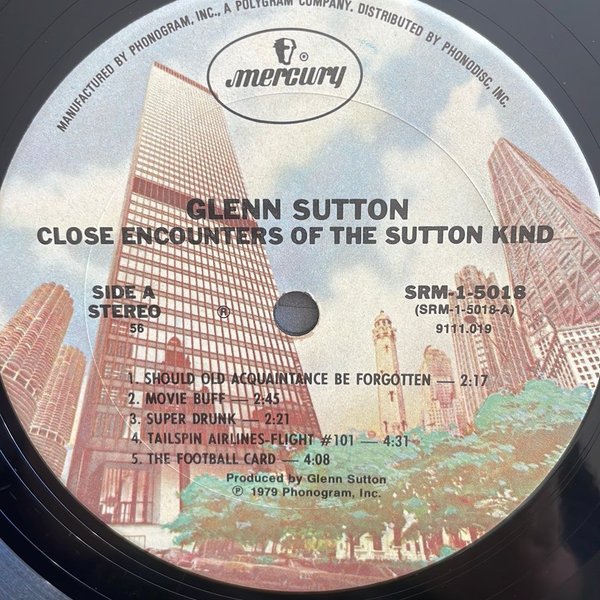 MANUFACTURED BY PHONOGRAM, INC., A POLYGRAM COMPANY. DISTRIBUTED BY PHONODISC, INC.
mercury
®
GLENN SUTTON
CLOSE ENCOUNTERS OF THE SUTTON KIND
SIDE A
STEREO
56
®
SRM-1-5018
(SRM-1-5018-A)
9111.019
1. SHOULD OLD ACQUAINTANCE BE FORGOTTEN — 2:17
2. MOVIE BUFF — 2:45
3. SUPER DRUNK — 2:21
4. TAILSPIN AIRLINES-FLIGHT #101 — 4:31
5. THE FOOTBALL CARD — 4:08
Produced by Glenn Sutton
℗ 1979 Phonogram, Inc.